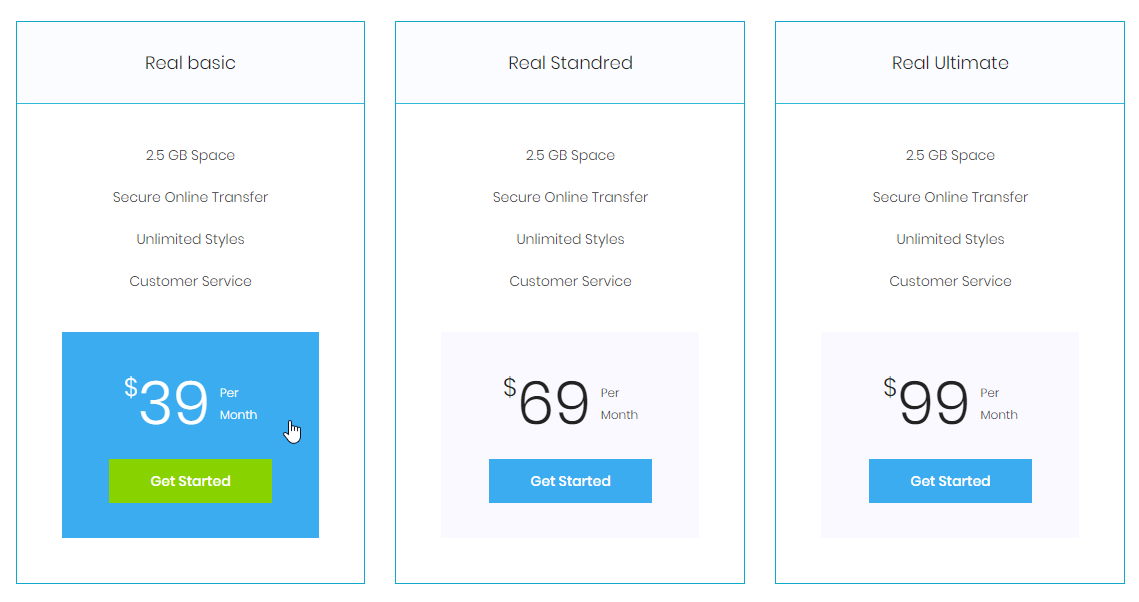 Real basic
2.5 GB Space
Secure Online Transfer
Unlimited Styles
Customer Service
$39 Per
Month
Get Started
Real Standred
2.5 GB Space
Secure Online Transfer
Unlimited Styles
Customer Service
$69 Per
Month
Get Started
Real Ultimate
2.5 GB Space
Secure Online Transfer
Unlimited Styles
Customer Service
$99 Per
Month
Get Started